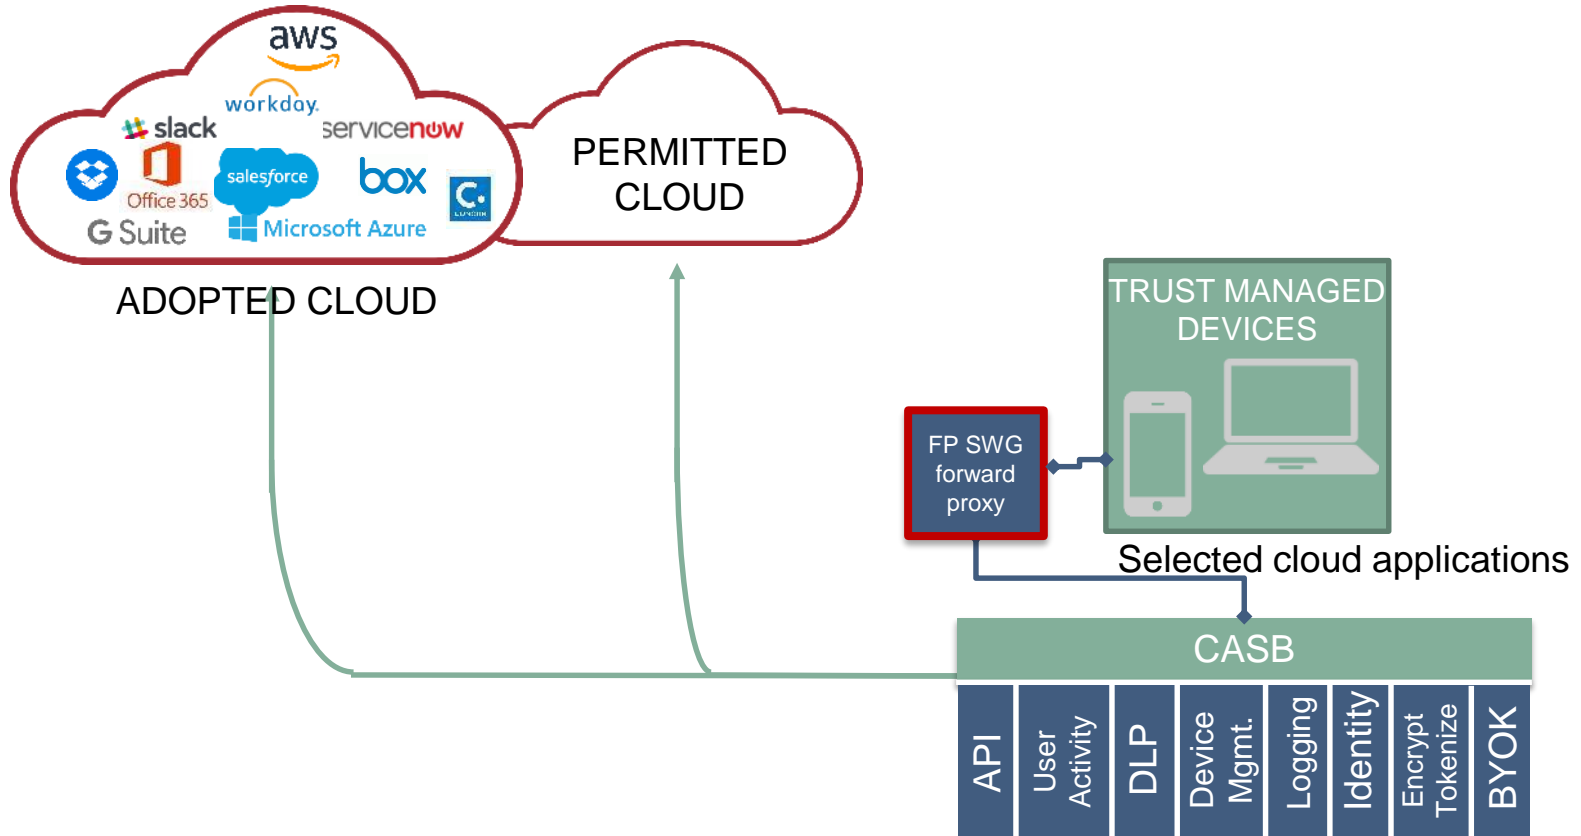 aws
workday.
slack
servicenow
Office 365
salesforce
box
C.
CONCUR
G Suite
Microsoft Azure
ADOPTED CLOUD
PERMITTED
CLOUD
TRUST MANAGED
DEVICES
FP SWG
forward
proxy
Selected cloud applications
CASB
API
User
Activity
DLP
Device
Mgmt.
Logging
Identity
Encrypt
Tokenize
BYOK